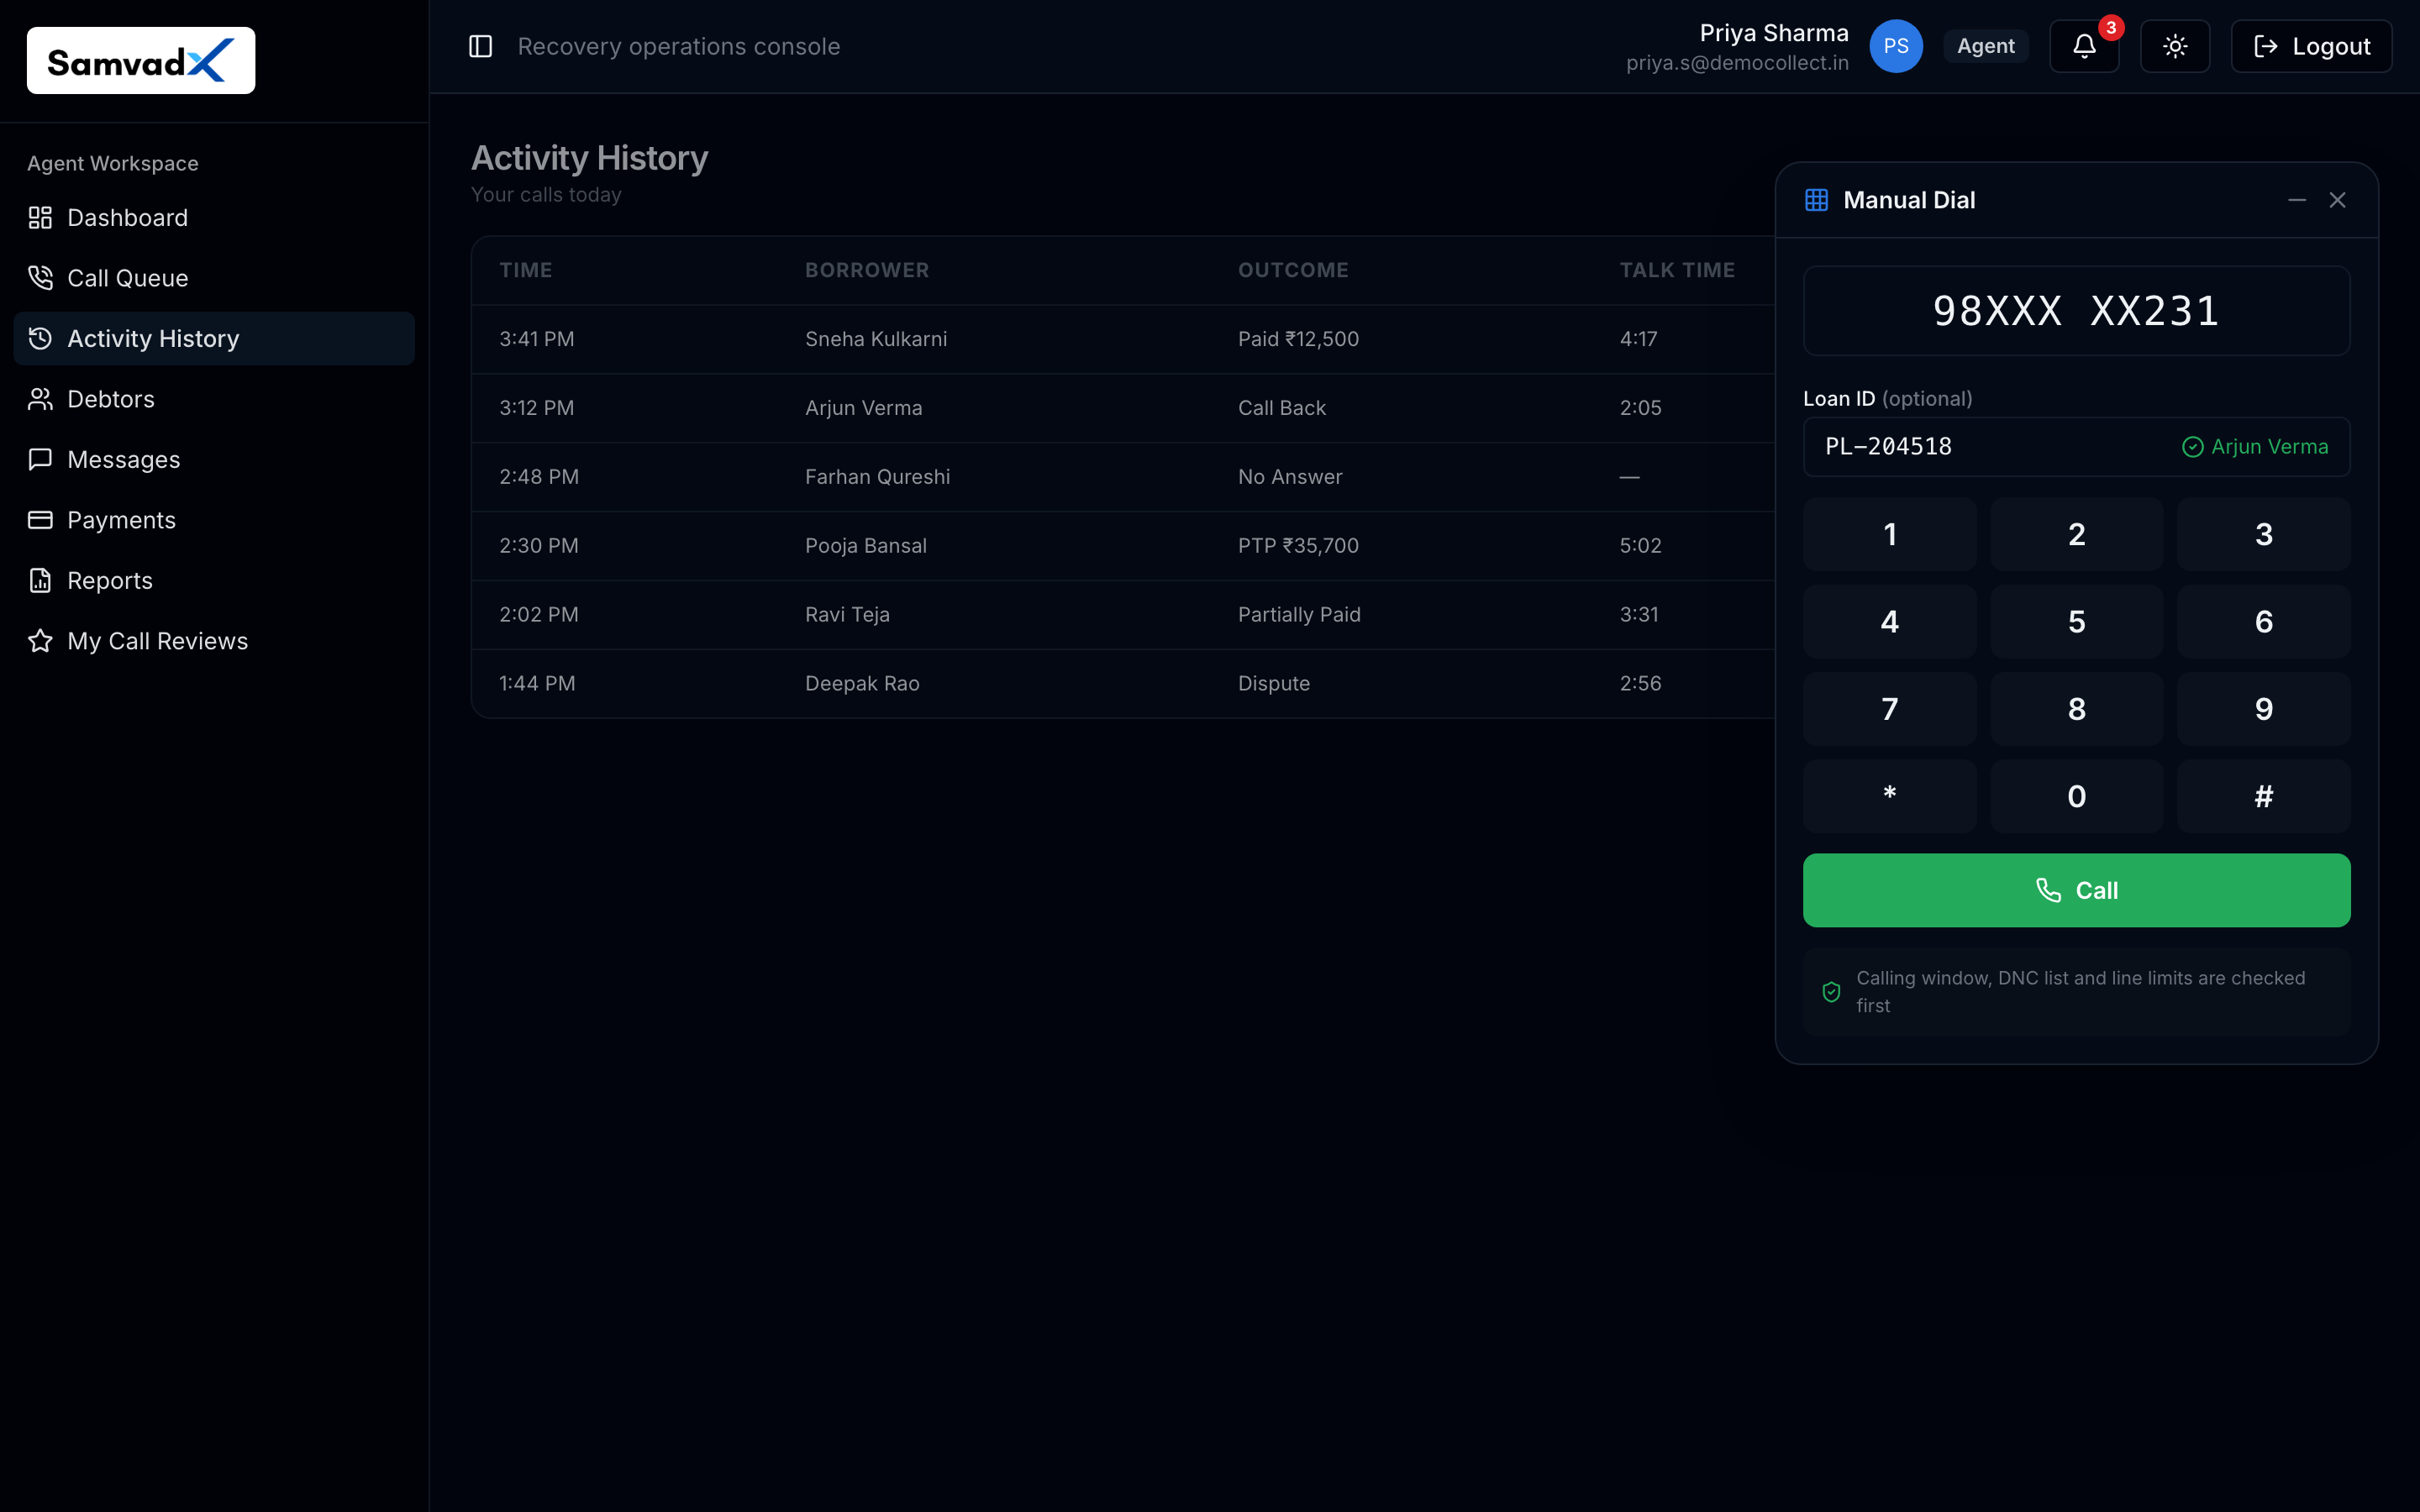 SamvadX
Recovery operations console
Priya Sharma
priya.s@democollect.in
PS
Agent
3
Logout
Agent Workspace
Dashboard
Call Queue
Activity History
Debtors
Messages
Payments
Reports
My Call Reviews
Activity History
Your calls today
TIME BORROWER OUTCOME TALK TIME
3:41 PM Sneha Kulkarni Paid ₹12,500 4:17
3:12 PM Arjun Verma Call Back 2:05
2:48 PM Farhan Qureshi No Answer —
2:30 PM Pooja Bansal PTP ₹35,700 5:02
2:02 PM Ravi Teja Partially Paid 3:31
1:44 PM Deepak Rao Dispute 2:56
Manual Dial
98XXX XX231
Loan ID (optional)
PL–204518 Arjun Verma
1 2 3
4 5 6
7 8 9
* 0 #
Call
Calling window, DNC list and line limits are checked
first